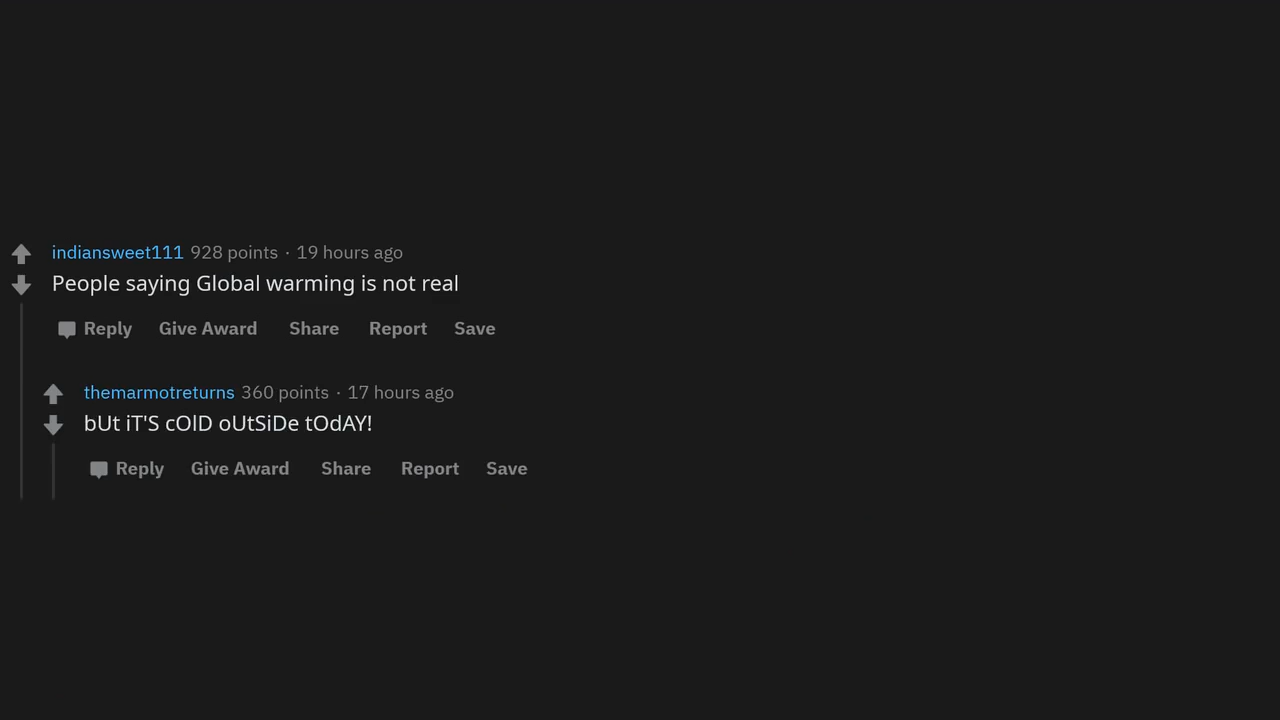 indiansweet111 928 points · 19 hours ago
People saying Global warming is not real
Reply Give Award Share Report Save
themarmotreturns 360 points · 17 hours ago
bUt iT'S cOlD oUtSiDe tOdAY!
Reply Give Award Share Report Save